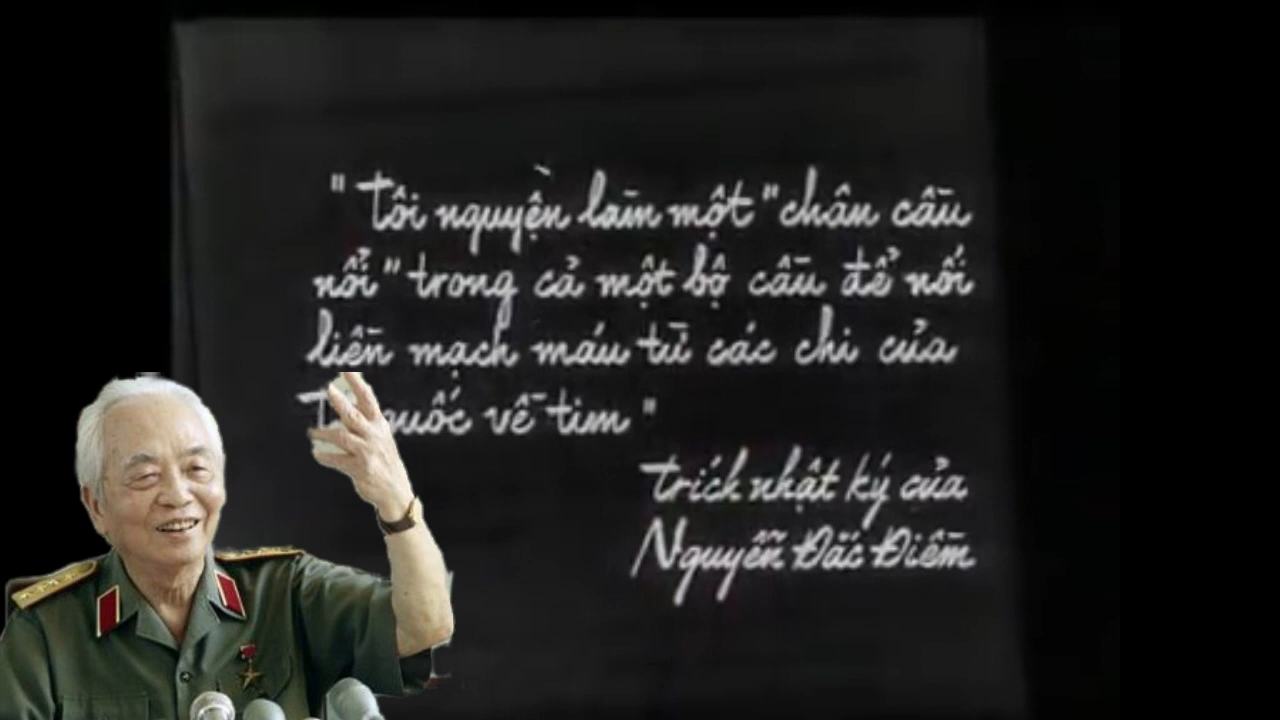 "Tôi nguyện làm một "chân cầu
nối" trong cả một bộ cầu để nối
liền mạch máu từ các chi của
quốc về tim"
trích nhật ký của
Nguyễn Đắc Điềm